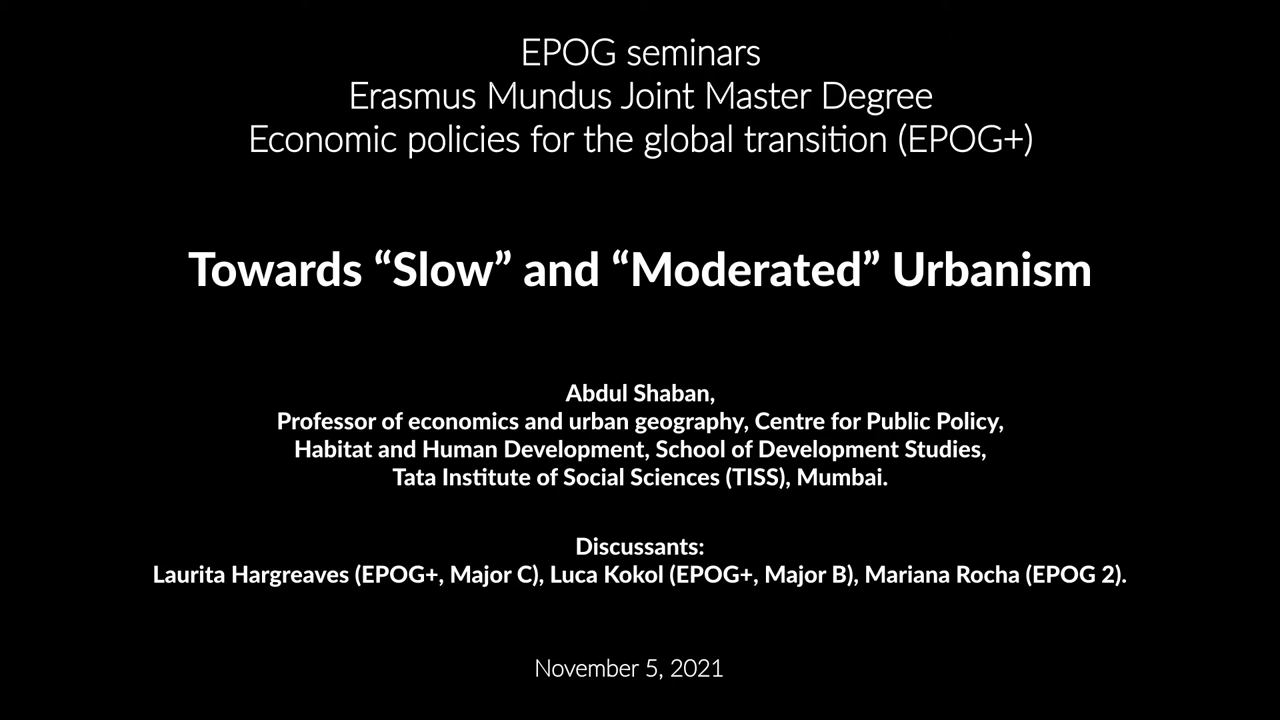 EPOG seminars
Erasmus Mundus Joint Master Degree
Economic policies for the global transition (EPOG+)
Towards “Slow” and “Moderated” Urbanism
Abdul Shaban,
Professor of economics and urban geography, Centre for Public Policy,
Habitat and Human Development, School of Development Studies,
Tata Institute of Social Sciences (TISS), Mumbai.
Discussants:
Laurita Hargreaves (EPOG+, Major C), Luca Kokol (EPOG+, Major B), Mariana Rocha (EPOG 2).
November 5, 2021